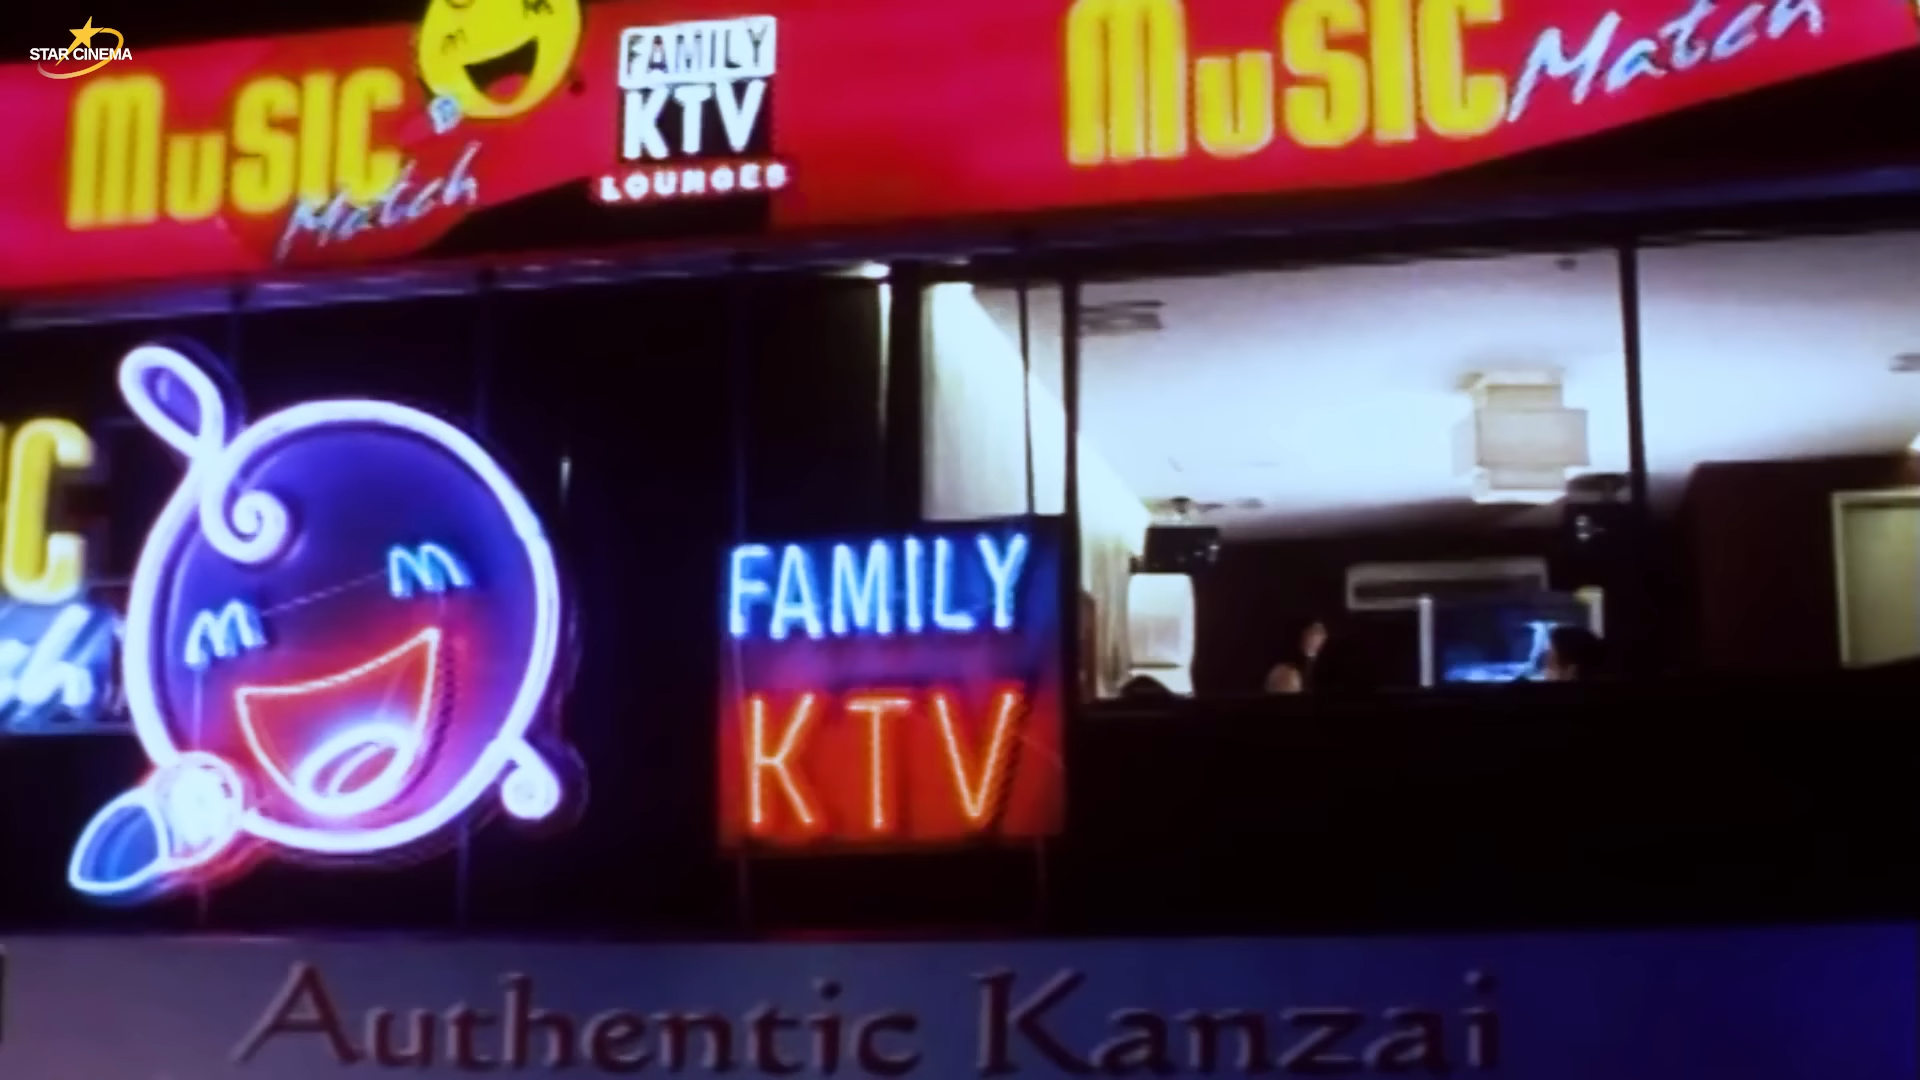 STAR CINEMA
MuSIC
Match
FAMILY
KTV
LOUNGES
MuSIC
Match
FAMILY
KTV
Authentic Kanzai